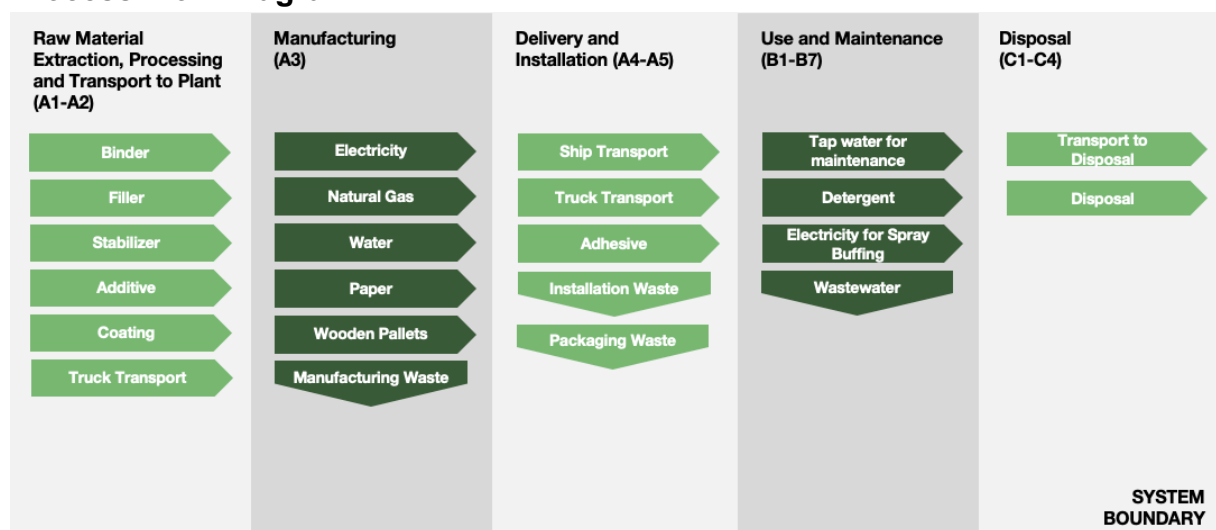 Raw Material
Extraction, Processing
and Transport to Plant
(A1-A2)
Binder
Filler
Stabilizer
Additive
Coating
Truck Transport
Manufacturing
(A3)
Electricity
Natural Gas
Water
Paper
Wooden Pallets
Manufacturing Waste
Delivery and
Installation (A4-A5)
Ship Transport
Truck Transport
Adhesive
Installation Waste
Packaging Waste
Use and Maintenance
(B1-B7)
Tap water for
maintenance
Detergent
Electricity for Spray
Buffing
Wastewater
Disposal
(C1-C4)
Transport to
Disposal
Disposal
SYSTEM
BOUNDARY